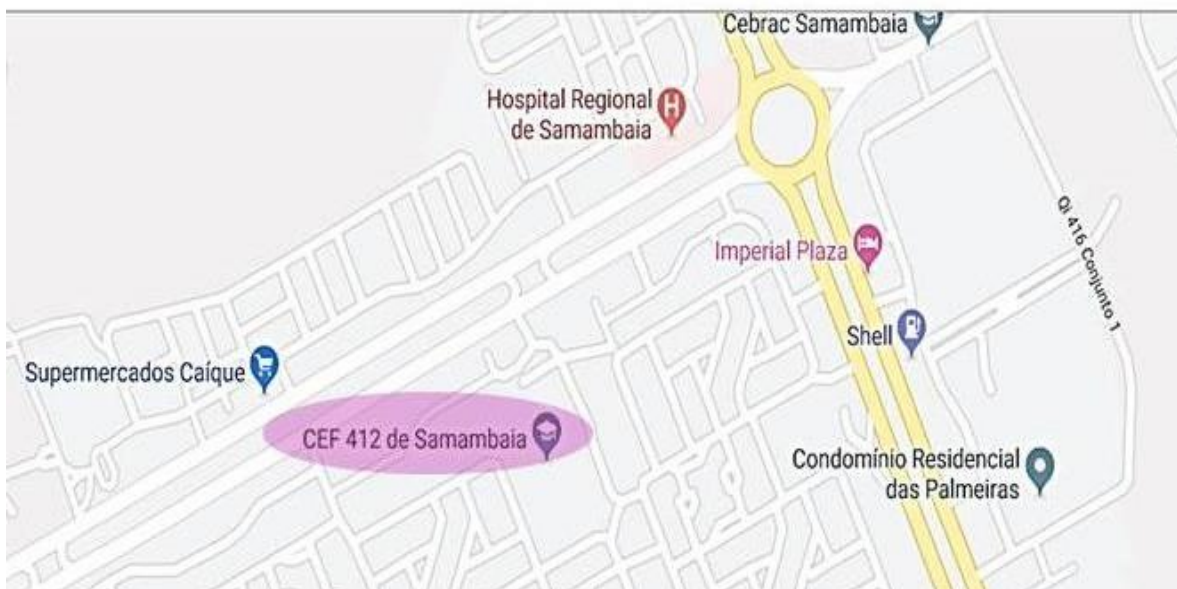 Cebrac Samambaia
Hospital Regional
de Samambaia
Qi 416 Conjunto 1
Imperial Plaza
Shell
Supermercados Caíque
CEF 412 de Samambaia
Condomínio Residencial
das Palmeiras